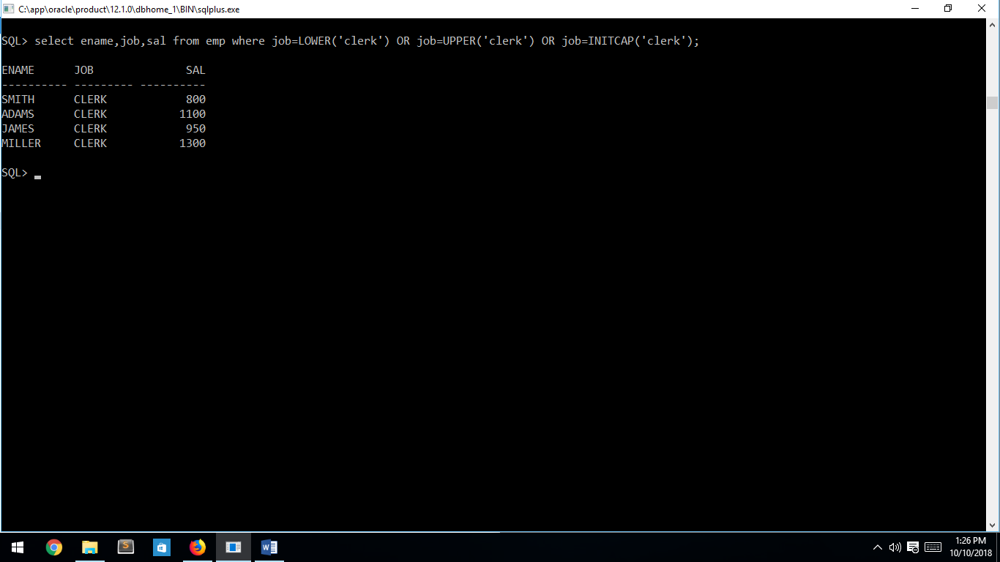 C:\app\oracle\product\12.1.0\dbhome_1\BIN\sqlplus.exe
SQL> select ename,job,sal from emp where job=LOWER('clerk') OR job=UPPER('clerk') OR job=INITCAP('clerk');
ENAME      JOB              SAL
---------- --------- ----------
SMITH      CLERK            800
ADAMS      CLERK           1100
JAMES      CLERK            950
MILLER     CLERK           1300
SQL>
1:26 PM
10/10/2018